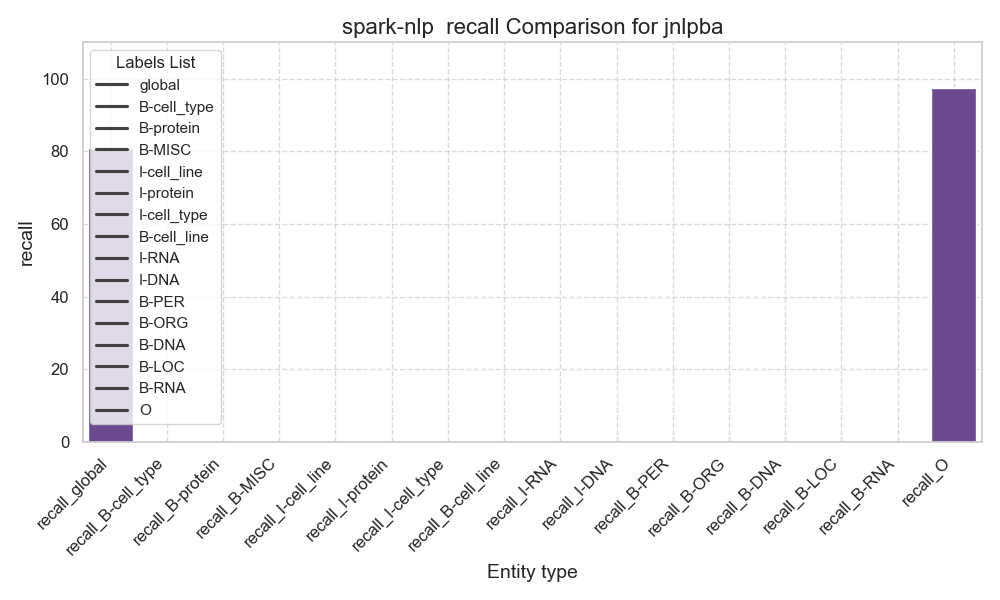 spark-nlp  recall Comparison for jnlpba
recall
100
80
60
40
20
0
Labels List
global
B-cell_type
B-protein
B-MISC
I-cell_line
I-protein
I-cell_type
B-cell_line
I-RNA
I-DNA
B-PER
B-ORG
B-DNA
B-LOC
B-RNA
O
recall_global
recall_B-cell_type
recall_B-protein
recall_B-MISC
recall_I-cell_line
recall_I-protein
recall_I-cell_type
recall_B-cell_line
recall_I-RNA
recall_I-DNA
recall_B-PER
recall_B-ORG
recall_B-DNA
recall_B-LOC
recall_B-RNA
recall_O
Entity type